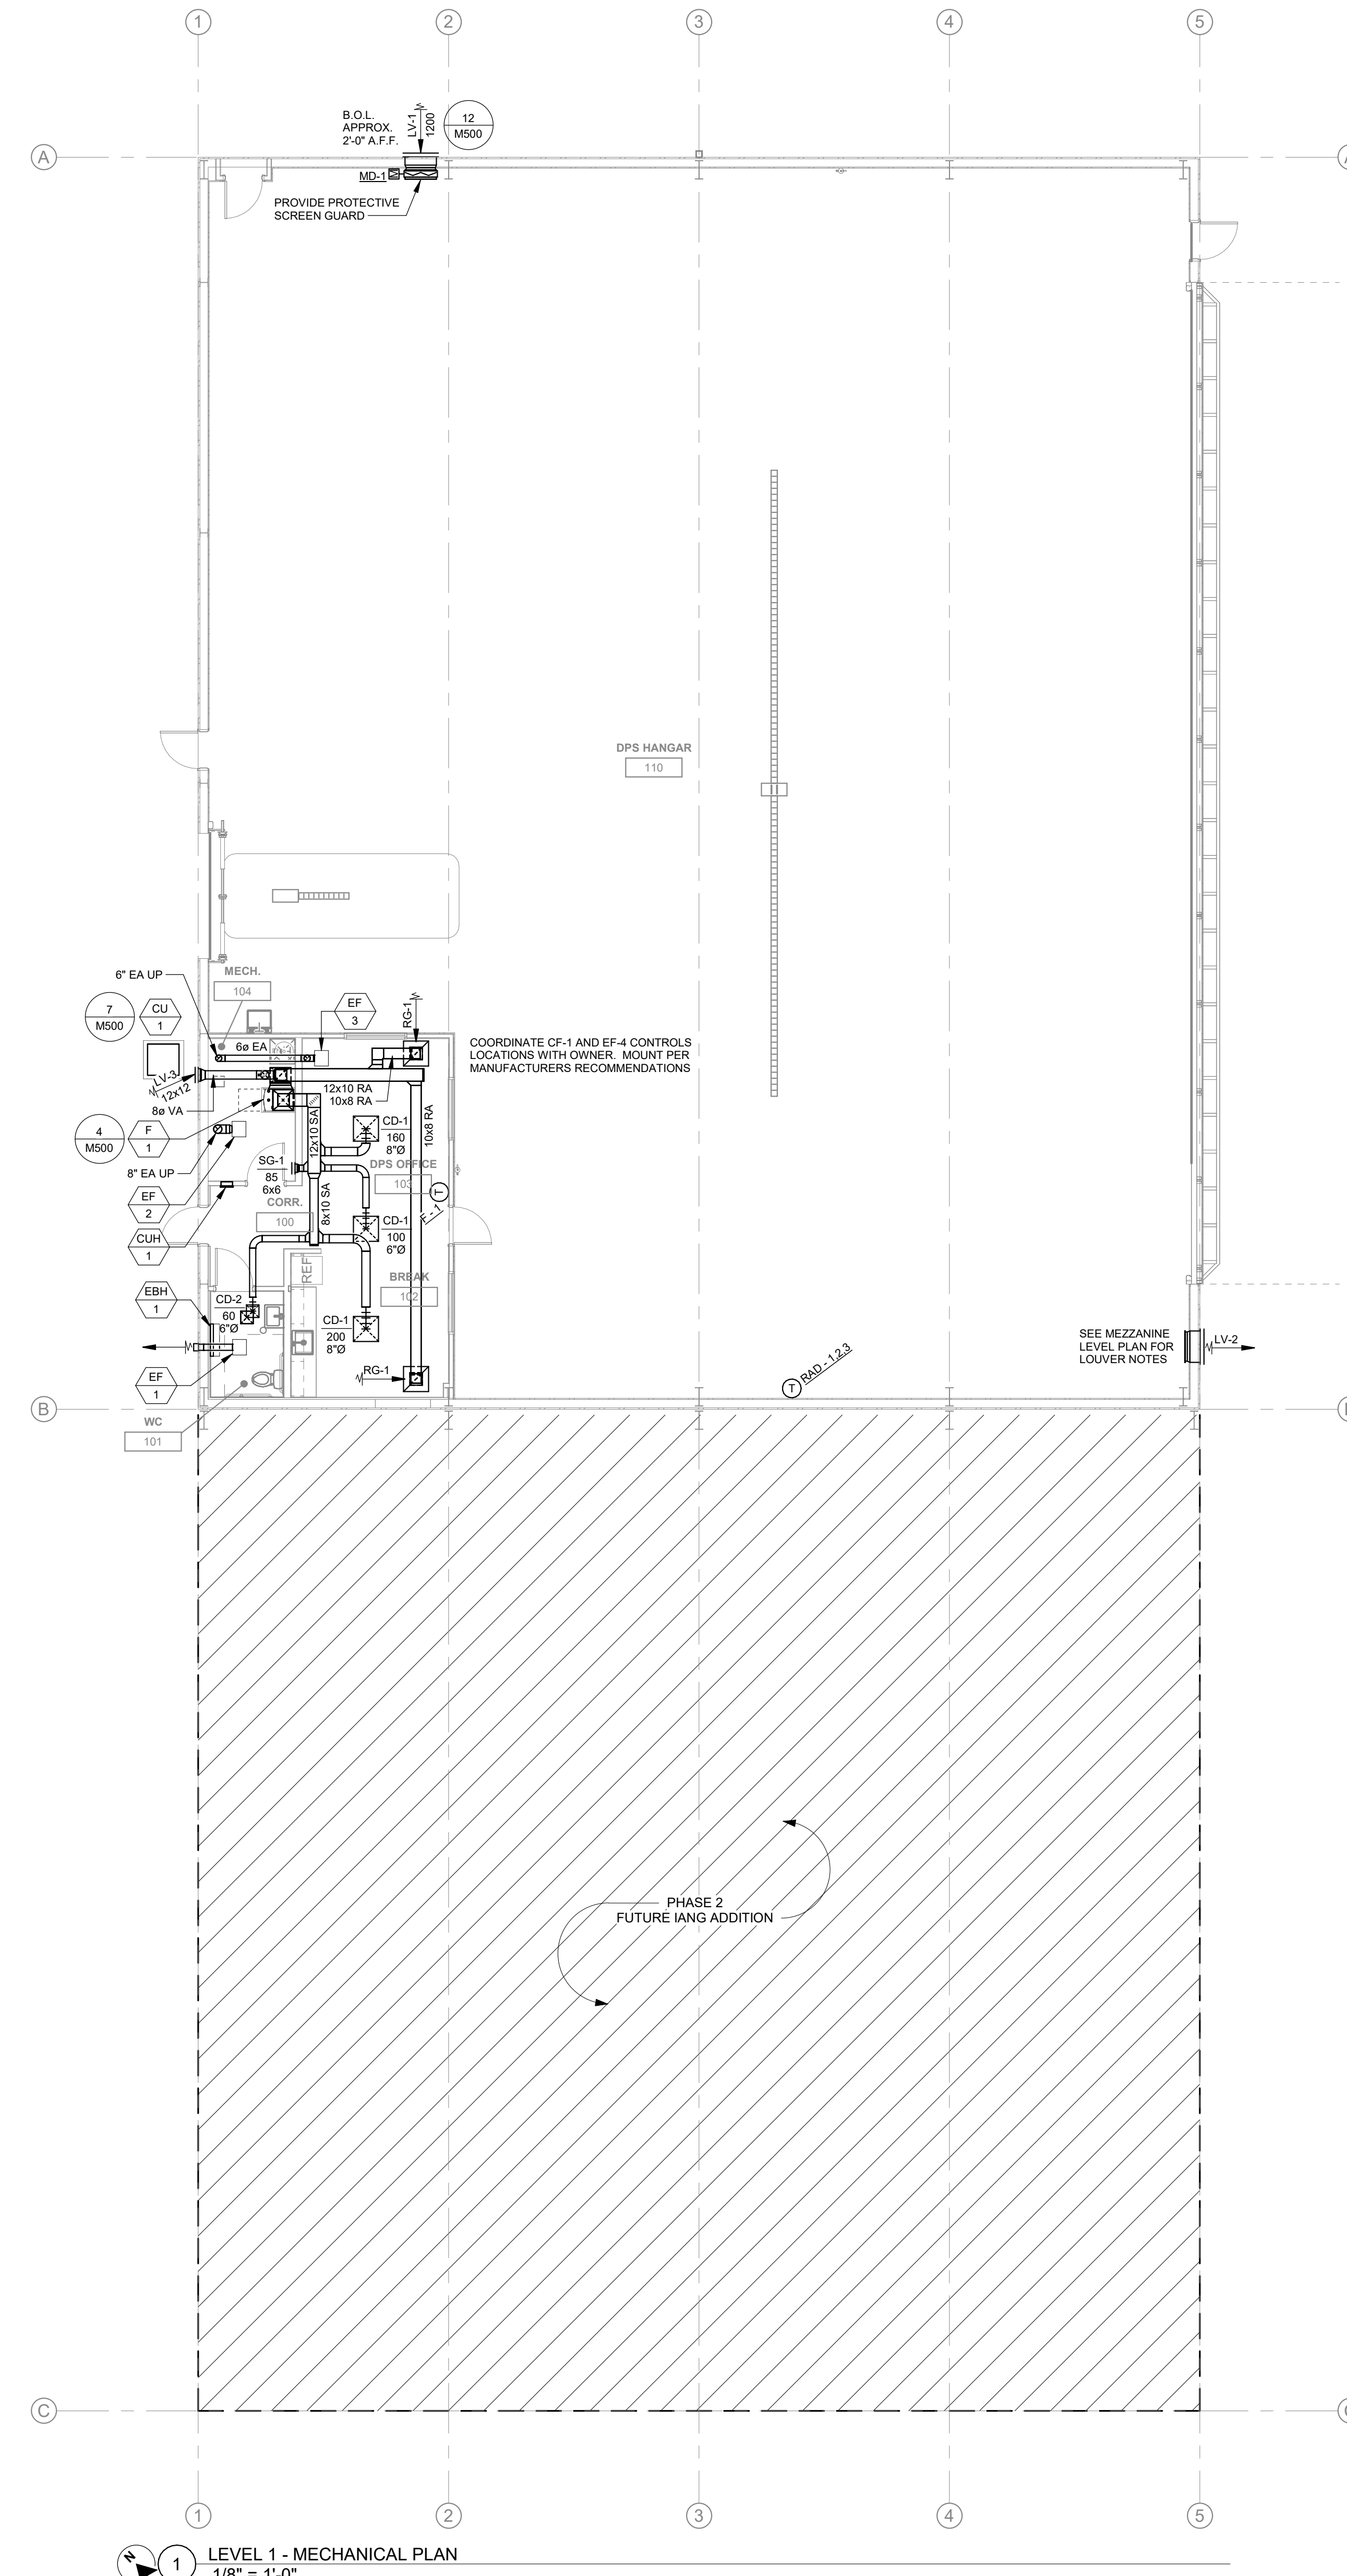 1
2
3
4
5
B.O.L.
APPROX.
2'-0" A.F.F.
LV-1
1200
12
M500
A
A
MD-1
PROVIDE PROTECTIVE
SCREEN GUARD
DPS HANGAR
110
6" EA UP
MECH.
104
7
M500
CU
1
EF
3
RG-1
6ø EA
COORDINATE CF-1 AND EF-4 CONTROLS
LOCATIONS WITH OWNER. MOUNT PER
MANUFACTURERS RECOMMENDATIONS
LV-3
12x12
8ø VA
12x10 RA
10x8 RA
4
M500
F
1
12x10 SA
CD-1
160
8"Ø
10x8 RA
8" EA UP
SG-1
85
6x6
DPS OFFICE
103
T
F - 1
EF
2
CORR.
100
8x10 SA
CD-1
100
6"Ø
CUH
1
REF
BREAK
102
EBH
1
CD-2
60
6"Ø
CD-1
200
8"Ø
SEE MEZZANINE
LEVEL PLAN FOR
LOUVER NOTES
LV-2
EF
1
RG-1
T
RAD - 1,2,3
B
WC
101
PHASE 2
FUTURE IANG ADDITION
C
1
2
3
4
5
N
1
LEVEL 1 - MECHANICAL PLAN
1/8" = 1'-0"